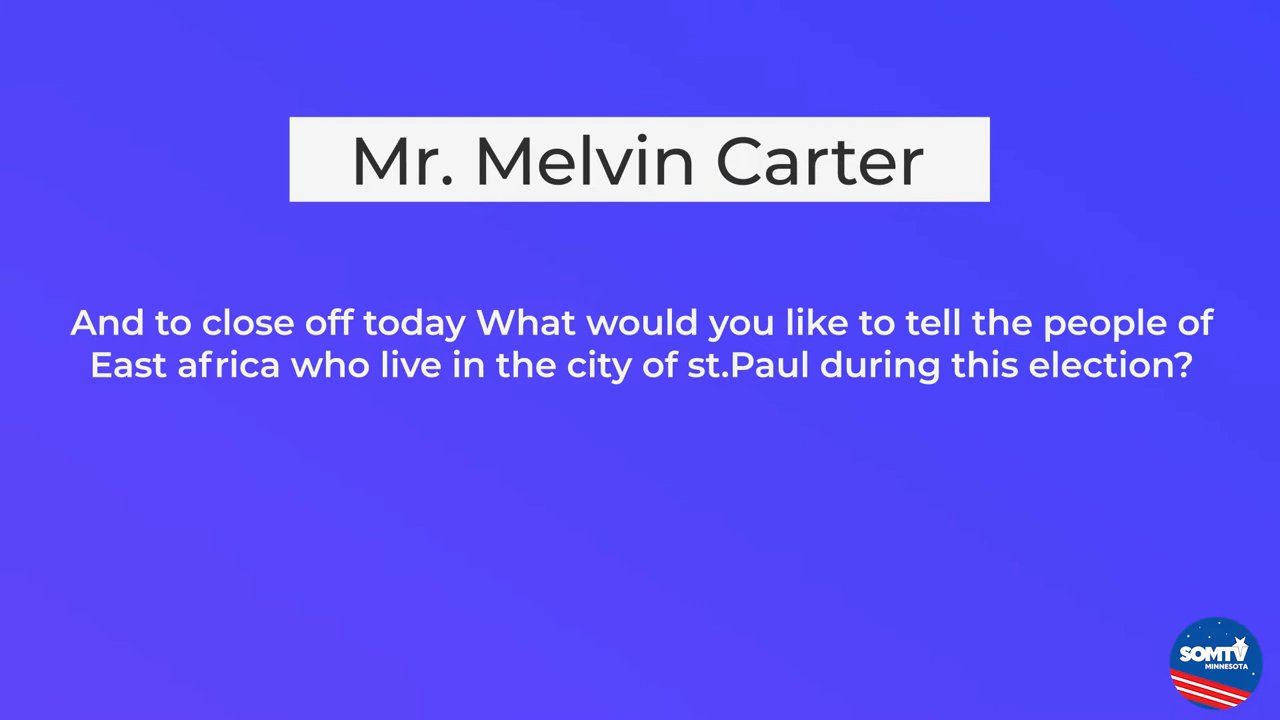 Mr. Melvin Carter
And to close off today What would you like to tell the people of
East africa who live in the city of st.Paul during this election?
SOMTV
MINNESOTA